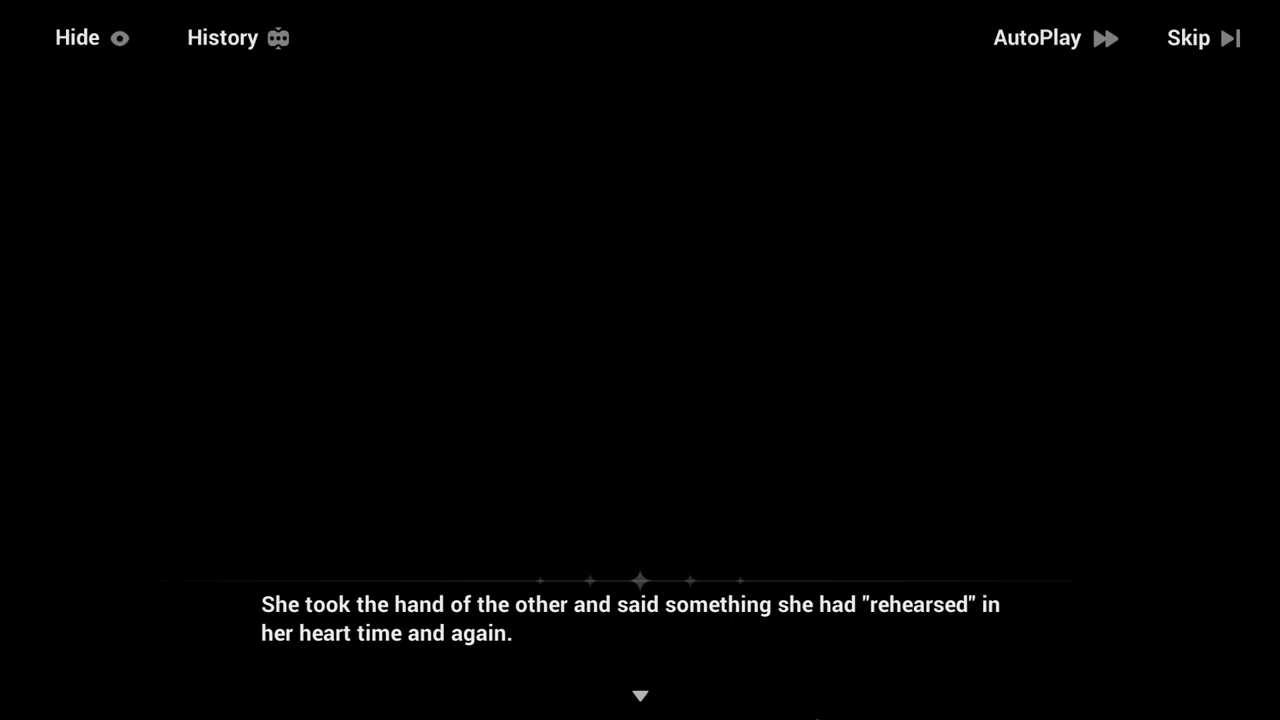 Hide
History
AutoPlay
Skip
She took the hand of the other and said something she had "rehearsed" in
her heart time and again.